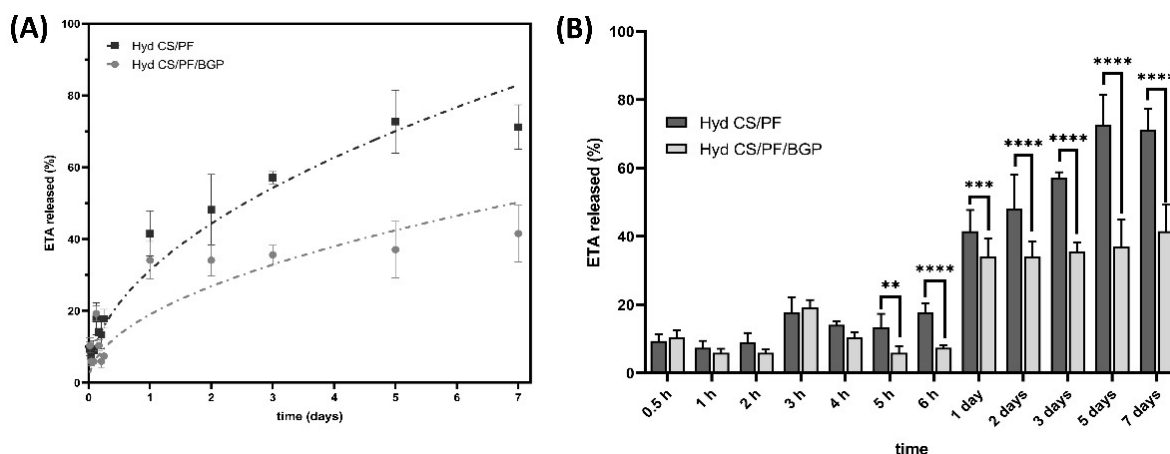 (A)
100
80
60
40
20
0
ETA released (%)
Hyd CS/PF
Hyd CS/PF/BGP
0 1 2 3 4 5 6 7
time (days)
(B)
100
80
60
40
20
0
ETA released (%)
Hyd CS/PF
Hyd CS/PF/BGP
** **** *** **** **** **** ****
0.5 h 1 h 2 h 3 h 4 h 5 h 6 h 1 day 2 days 3 days 5 days 7 days
time